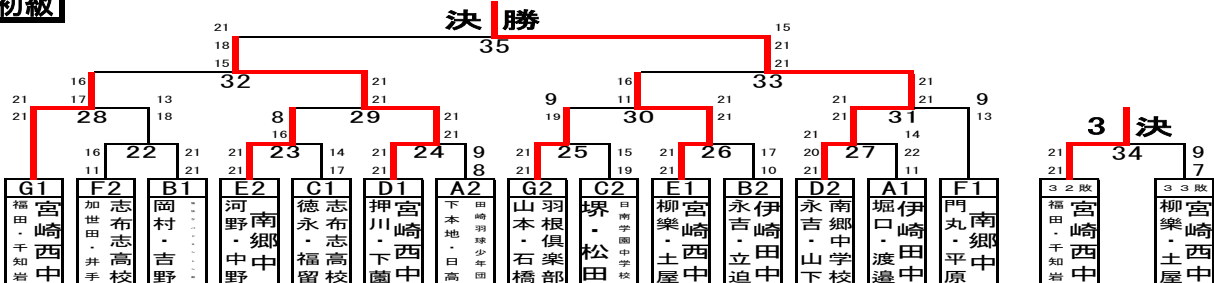 初級
決 勝
21 15
18 35 21
15 21
16 32 21 16 33 21
21 17 13 8 29 21 9 11 30 21 21 21 9
21 28 18 16 21 19 21 21 31 13
16 22 21 21 23 14 21 24 9 21 25 15 21 26 17 20 27 22
11 21 21 17 21 8 21 19 21 10 21 11
G1 F2 B1 E2 C1 D1 A2 G2 C2 E1 B2 D2 A1 F1
福田・千知岩 宮崎西中
加世田・井手 志布志高校
岡村・吉野
河野・中野 南郷中
徳永・福留 志布志高校
押川・下薗 宮崎西中
下本地・日高 田崎羽球少年団
山本・石橋 羽根倶楽部
堺・松田 日南学園中学校
柳樂・土屋 宮崎西中
永吉・立迫 伊崎田中
永吉・山下 南郷中学校
堀口・渡邉 伊崎田中
門丸・平原 南郷中
3 決
21 34 9
21 7
32敗 33敗
福田・千知岩 宮崎西中
柳樂・土屋 宮崎西中